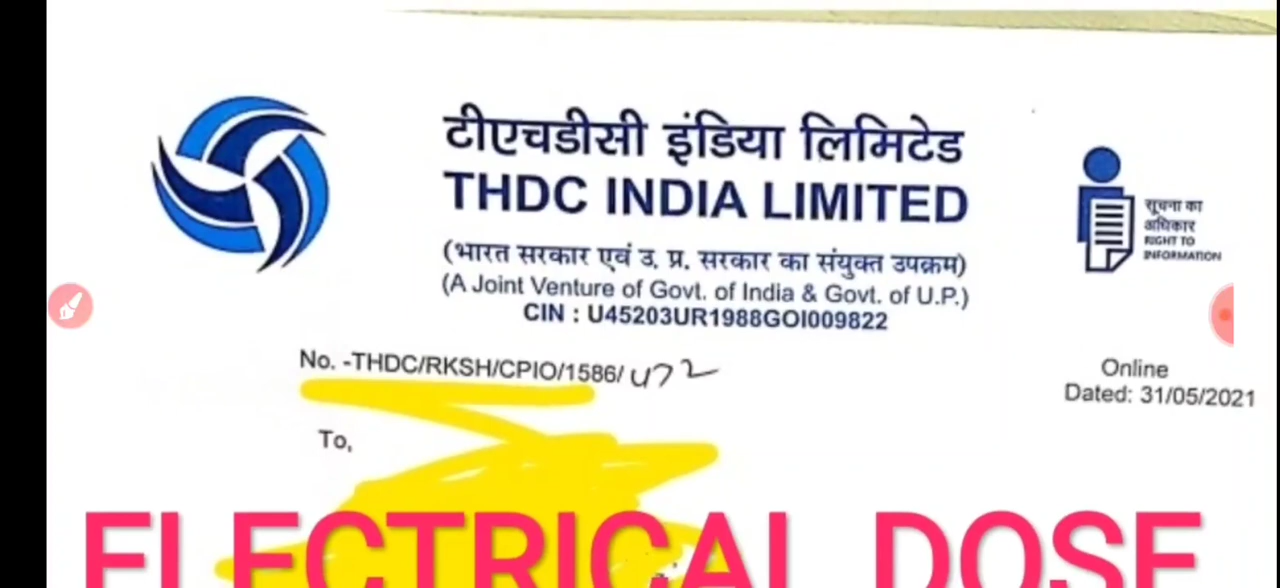 टीएचडीसी इंडिया लिमिटेड
THDC INDIA LIMITED
(भारत सरकार एवं उ. प्र. सरकार का संयुक्त उपक्रम)
(A Joint Venture of Govt. of India & Govt. of U.P.)
CIN : U45203UR1988GOI009822
सूचना का
अधिकार
RIGHT TO
INFORMATION
No. -THDC/RKSH/CPIO/1586/ 472
Online
Dated: 31/05/2021
To,
ELECTRICAL DOSE